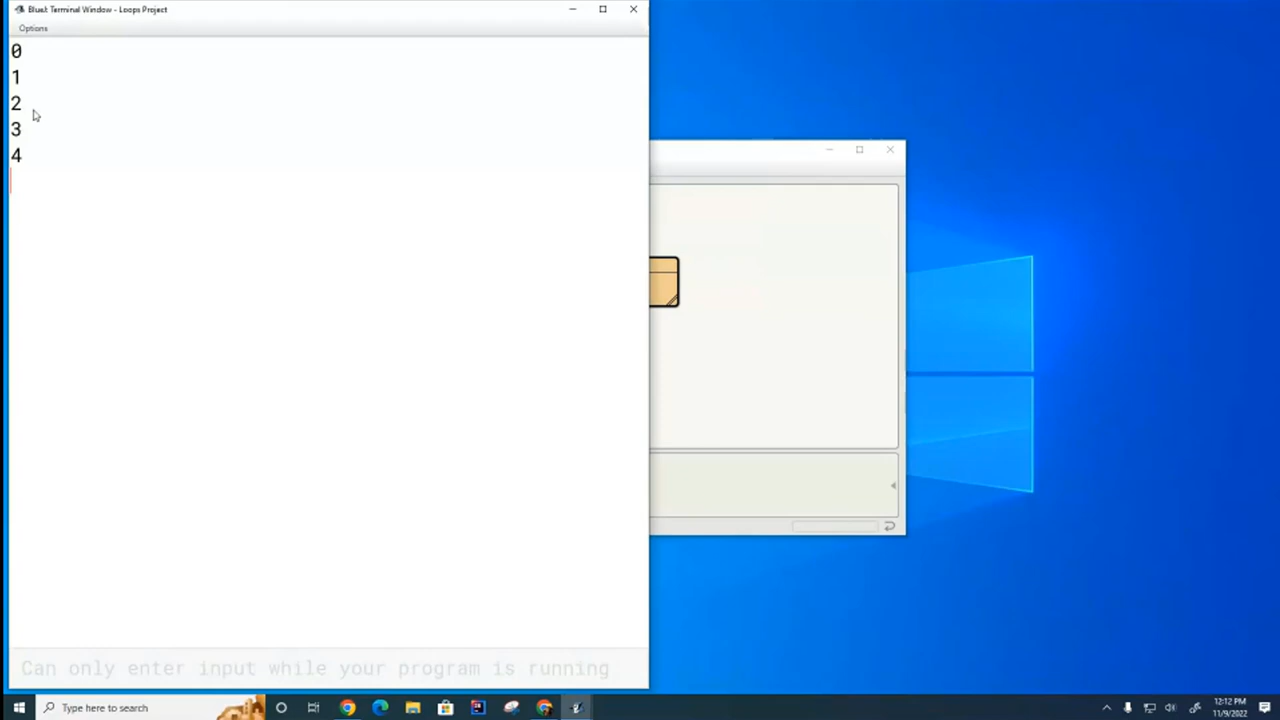 BlueJ: Terminal Window - Loops Project
Options
0
1
2
3
4
Can only enter input while your program is running
Type here to search
12:12 PM
11/9/2022